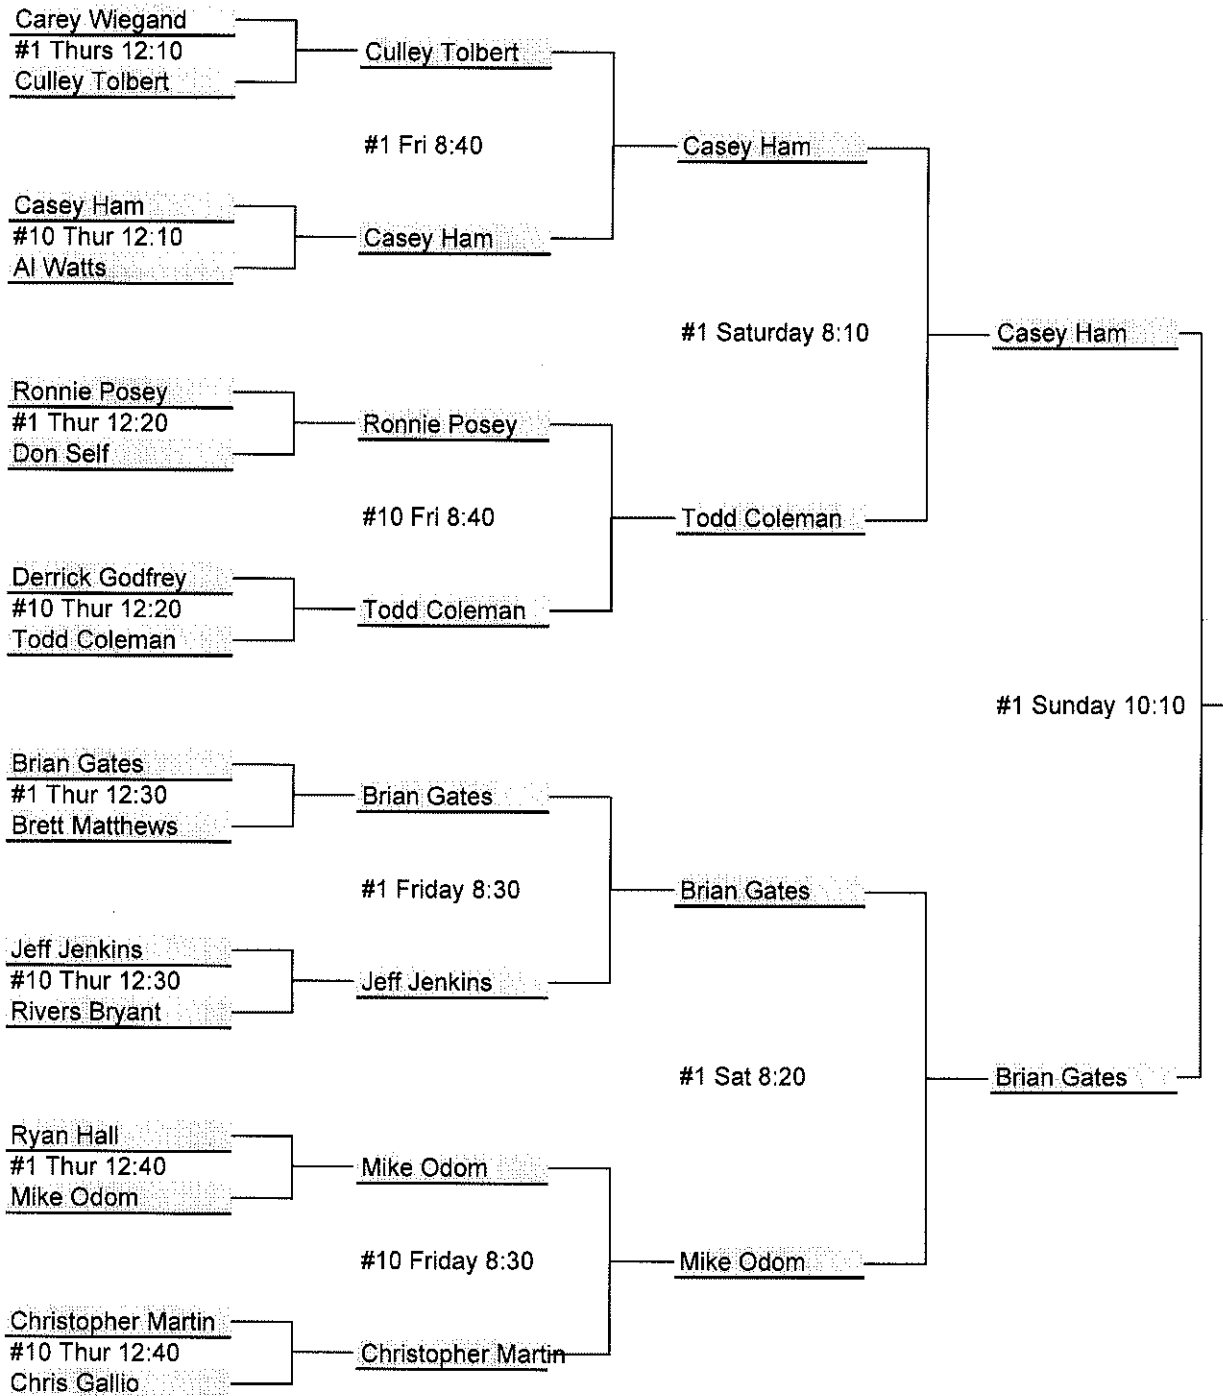 Carey Wiegand
#1 Thurs 12:10
Culley Tolbert
Casey Ham
#10 Thur 12:10
Al Watts
Ronnie Posey
#1 Thur 12:20
Don Self
Derrick Godfrey
#10 Thur 12:20
Todd Coleman
Brian Gates
#1 Thur 12:30
Brett Matthews
Jeff Jenkins
#10 Thur 12:30
Rivers Bryant
Ryan Hall
#1 Thur 12:40
Mike Odom
Christopher Martin
#10 Thur 12:40
Chris Gallio
Culley Tolbert
#1 Fri 8:40
Casey Ham
Ronnie Posey
#10 Fri 8:40
Todd Coleman
Brian Gates
#1 Friday 8:30
Jeff Jenkins
Mike Odom
#10 Friday 8:30
Christopher Martin
Casey Ham
#1 Saturday 8:10
Todd Coleman
Brian Gates
#1 Sat 8:20
Mike Odom
Casey Ham
#1 Sunday 10:10
Brian Gates